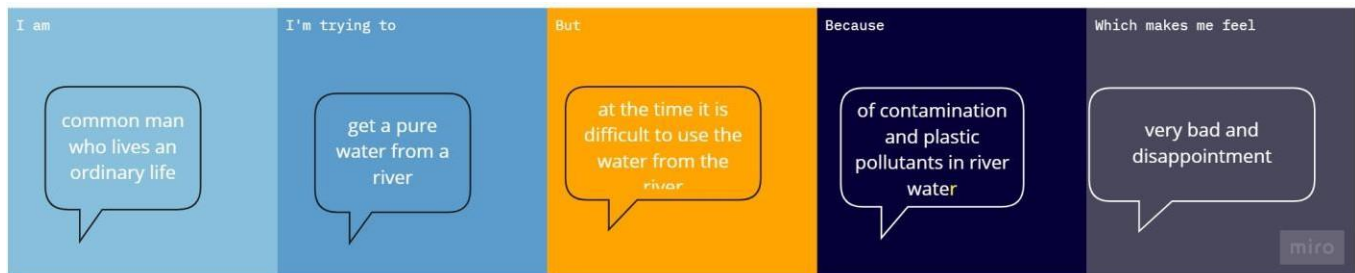 I am
common man
who lives an
ordinary life
I'm trying to
get a pure
water from a
river
But
at the time it is
difficult to use the
water from the
river
Because
of contamination
and plastic
pollutants in river
water
Which makes me feel
very bad and
disappointment
miro